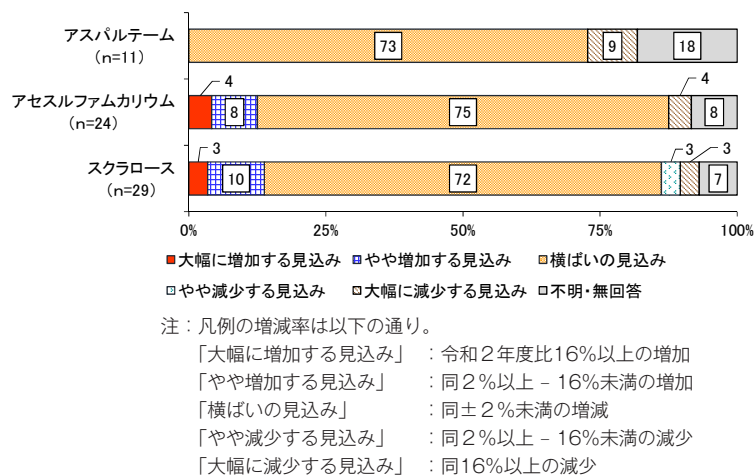 アスパルテーム
(n=11)
73
9
18
4
4
アセスルファムカリウム
(n=24)
8
75
8
3
3
3
スクラロース
(n=29)
10
72
7
0%
25%
50%
75%
100%
大幅に増加する見込み
やや増加する見込み
横ばいの見込み
やや減少する見込み
大幅に減少する見込み
不明・無回答
注：凡例の増減率は以下の通り。
「大幅に増加する見込み」 ：令和２年度比16%以上の増加
「やや増加する見込み」 ：同２%以上 – 16%未満の増加
「横ばいの見込み」 ：同±２%未満の増減
「やや減少する見込み」 ：同２%以上 – 16%未満の減少
「大幅に減少する見込み」 ：同16%以上の減少